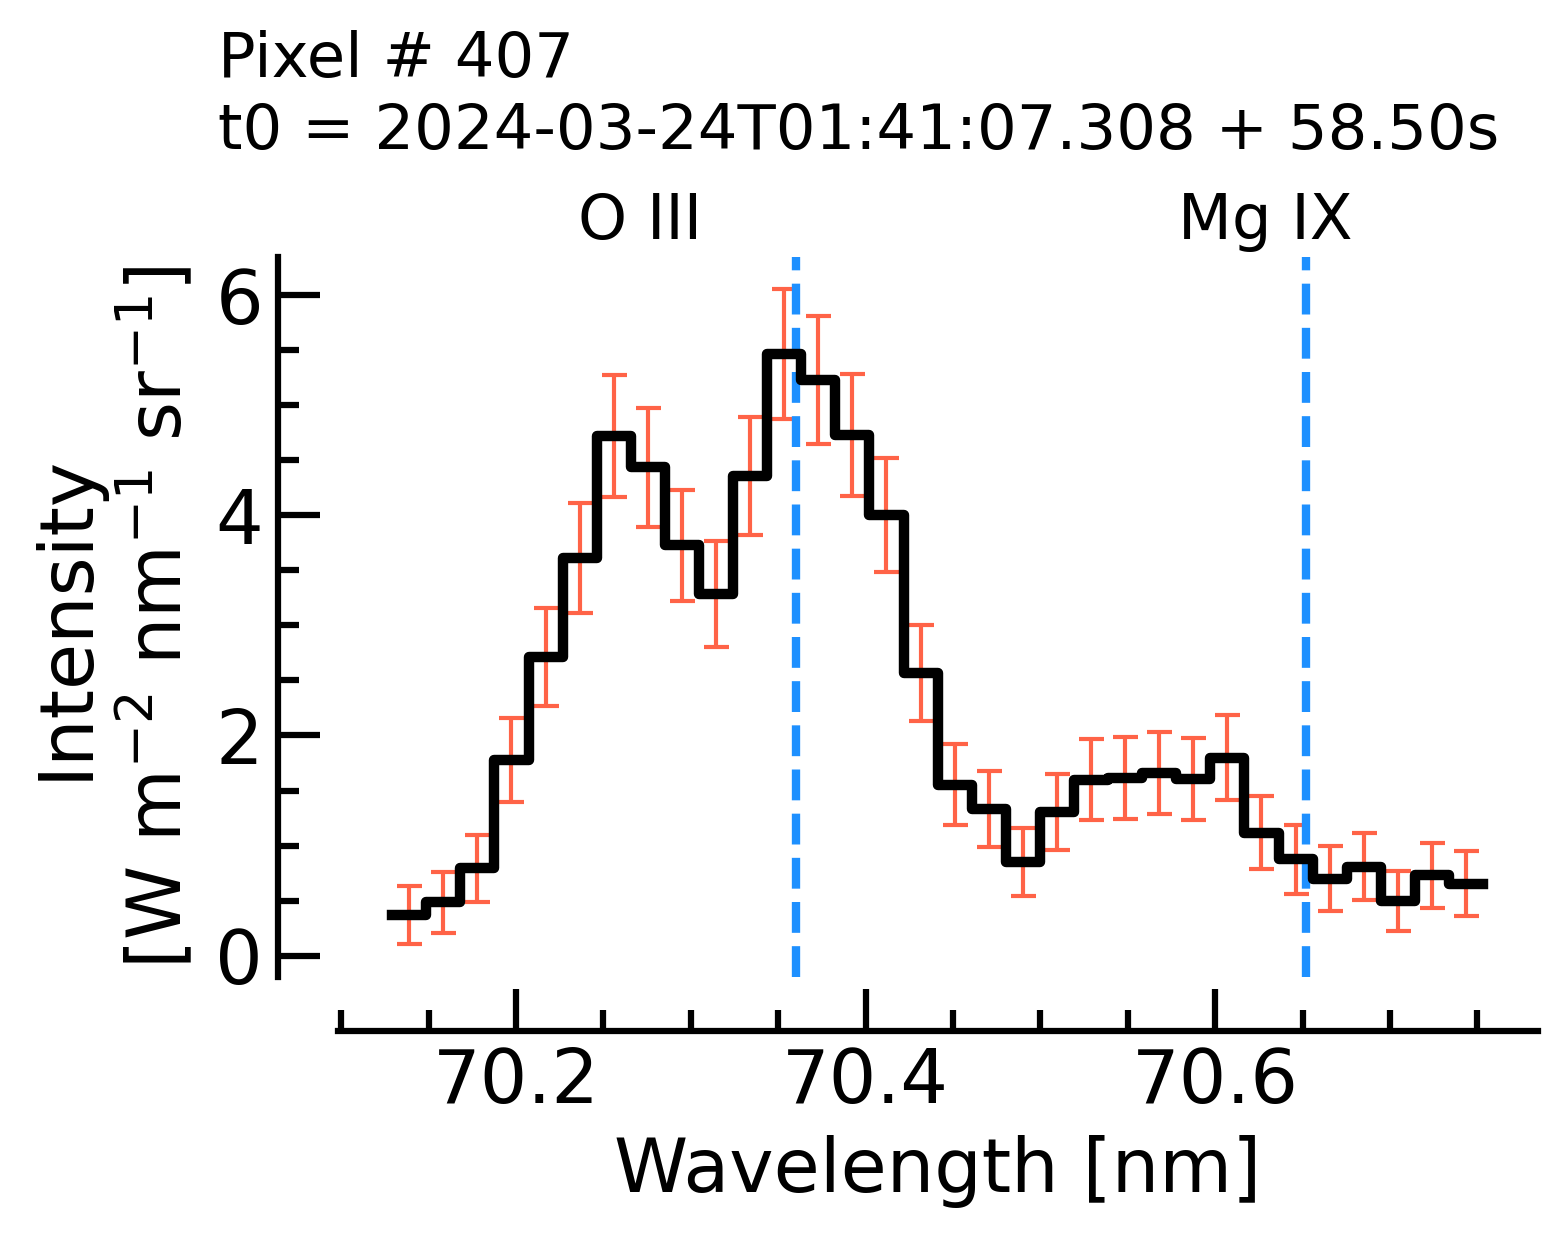 Pixel # 407
t0 = 2024-03-24T01:41:07.308 + 58.50s
O III
Mg IX
Intensity
[W m⁻² nm⁻¹ sr⁻¹]
6
4
2
0
70.2
70.4
70.6
Wavelength [nm]